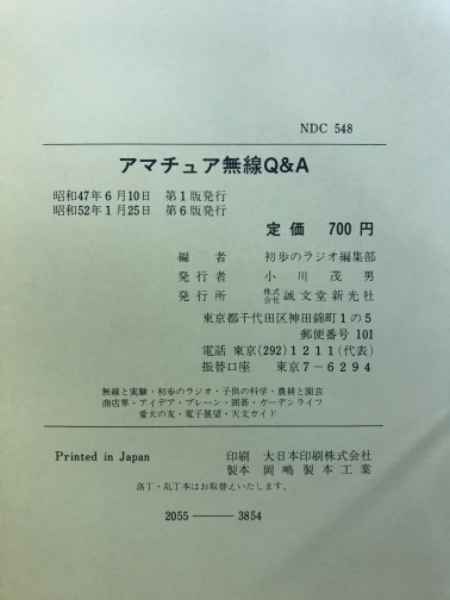 NDC 548
アマチュア無線Q&A
昭和47年6月10日 第1版発行
昭和52年1月25日 第6版発行
定価 700円
編者 初歩のラジオ編集部
発行者 小川茂男
発行所 株式会社誠文堂新光社
東京都千代田区神田錦町1の5
郵便番号 101
電話 東京(292)1211(代表)
振替口座 東京7-6294
無線と実験・初歩のラジオ・子供の科学・農耕と園芸
商店界・アイデア・ブレーン・囲碁・ガーデンライフ
愛犬の友・電子展望・天文ガイド
Printed in Japan 印刷 大日本印刷株式会社
製本 岡嶋製本工業
落丁・乱丁本はお取替えいたします。
2055――3854